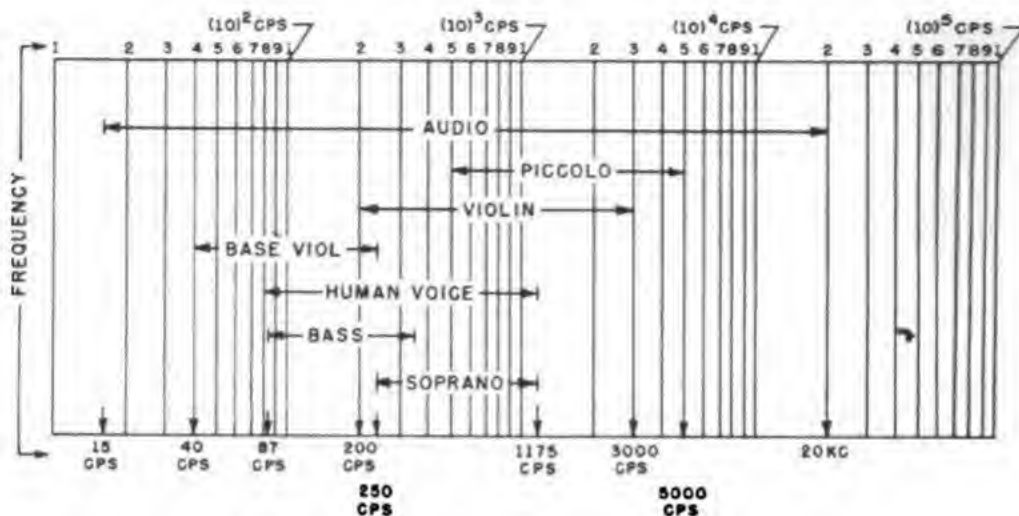 (10)2CPS (10)3CPS (10)4CPS (10)5CPS
1 2 3 4 5 6 7 8 9 1 2 3 4 5 6 7 8 9 1 2 3 4 5 6 7 8 9 1 2 3 4 5 6 7 8 9 1
FREQUENCY
AUDIO
PICCOLO
VIOLIN
BASE VIOL
HUMAN VOICE
BASS
SOPRANO
15 40 87 200 1175 3000 20KC
CPS CPS CPS CPS CPS CPS
250 5000
CPS CPS